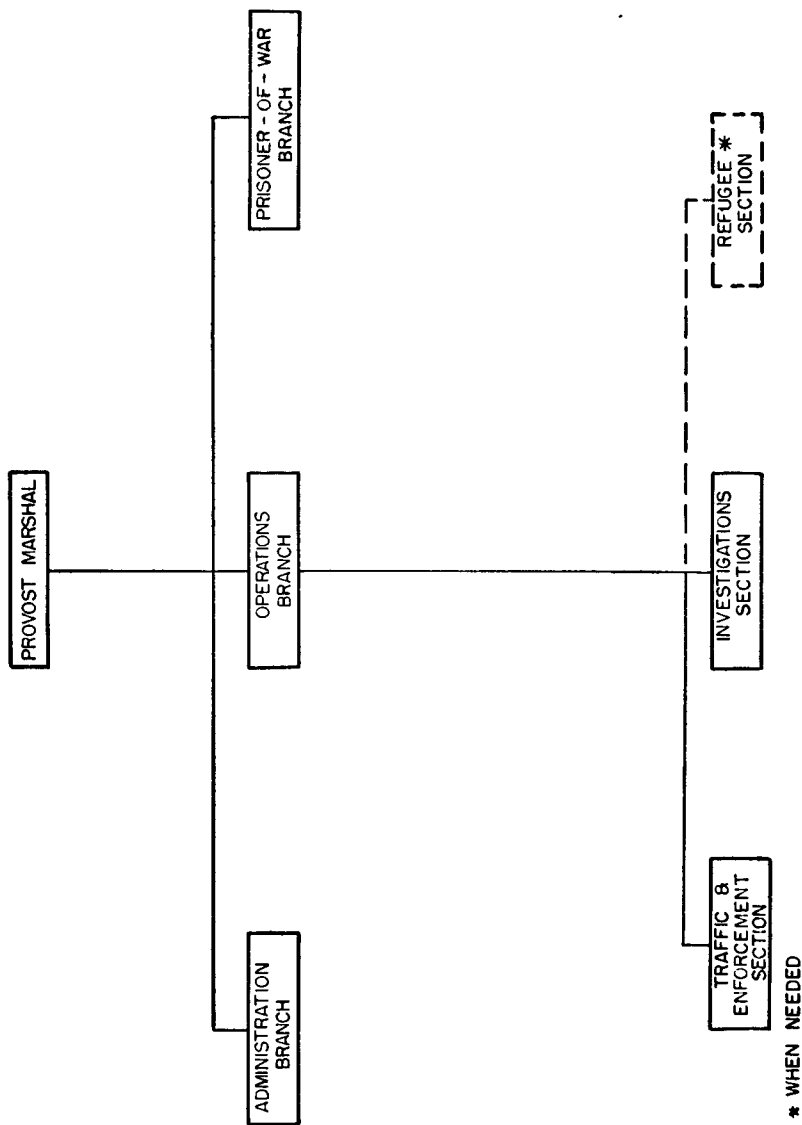 PROVOST MARSHAL
ADMINISTRATION
BRANCH
OPERATIONS
BRANCH
PRISONER-OF-WAR
BRANCH
TRAFFIC &
ENFORCEMENT
SECTION
INVESTIGATIONS
SECTION
REFUGEE *
SECTION
* WHEN NEEDED